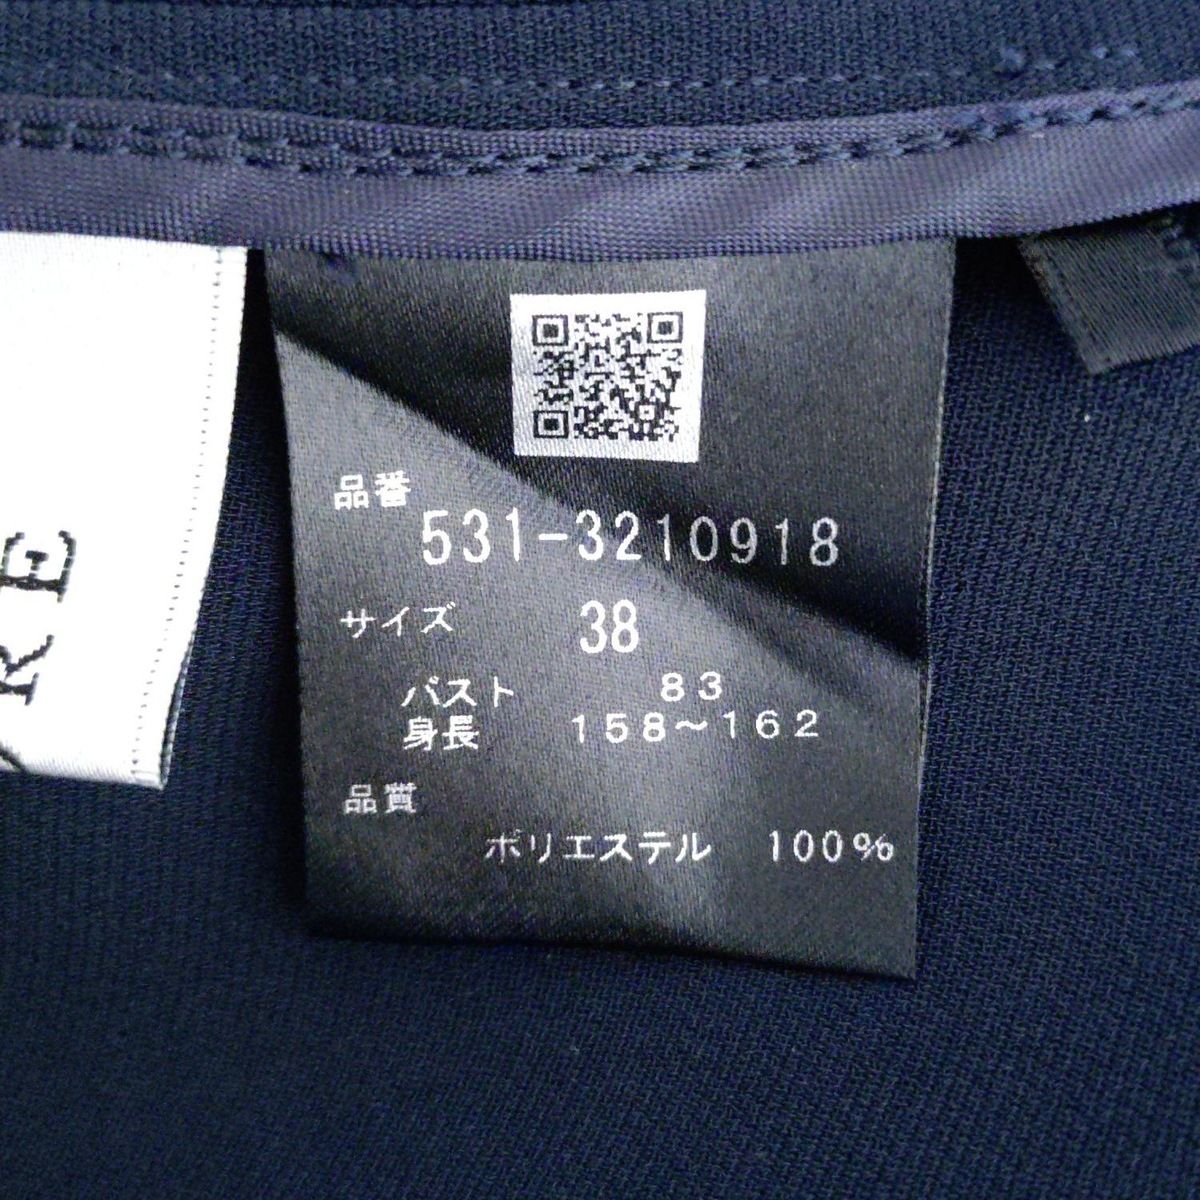 品番
531-3210918
サイズ 38
バスト 83
身長 158~162
品質
ポリエステル 100%
RE